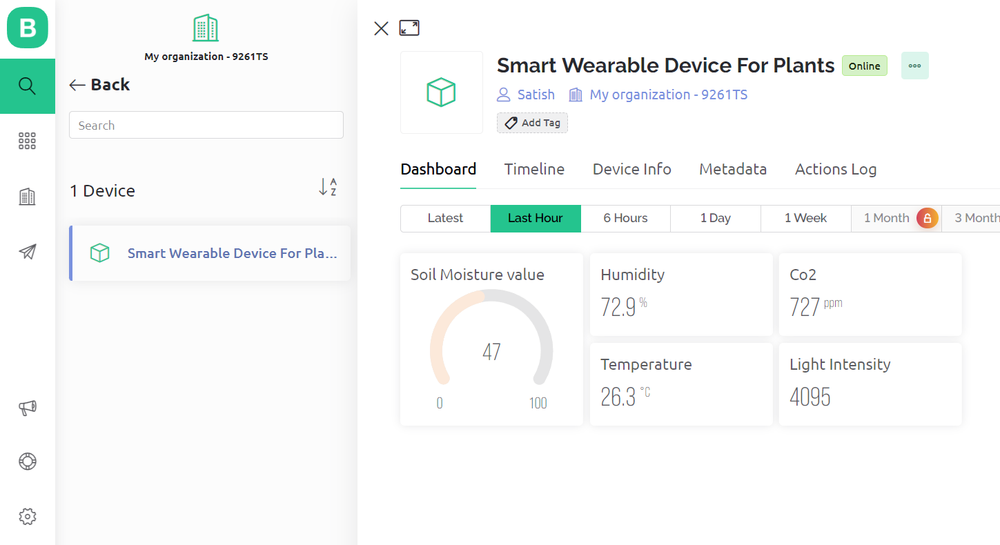 B
My organization - 9261TS
Back
Search
1 Device
A
Z
Smart Wearable Device For Pla...
Smart Wearable Device For Plants Online
Satish My organization - 9261TS
Add Tag
Dashboard Timeline Device Info Metadata Actions Log
Latest Last Hour 6 Hours 1 Day 1 Week 1 Month 3 Month
Soil Moisture value
47
0 100
Humidity
72.9 %
Co2
727 ppm
Temperature
26.3 °C
Light Intensity
4095